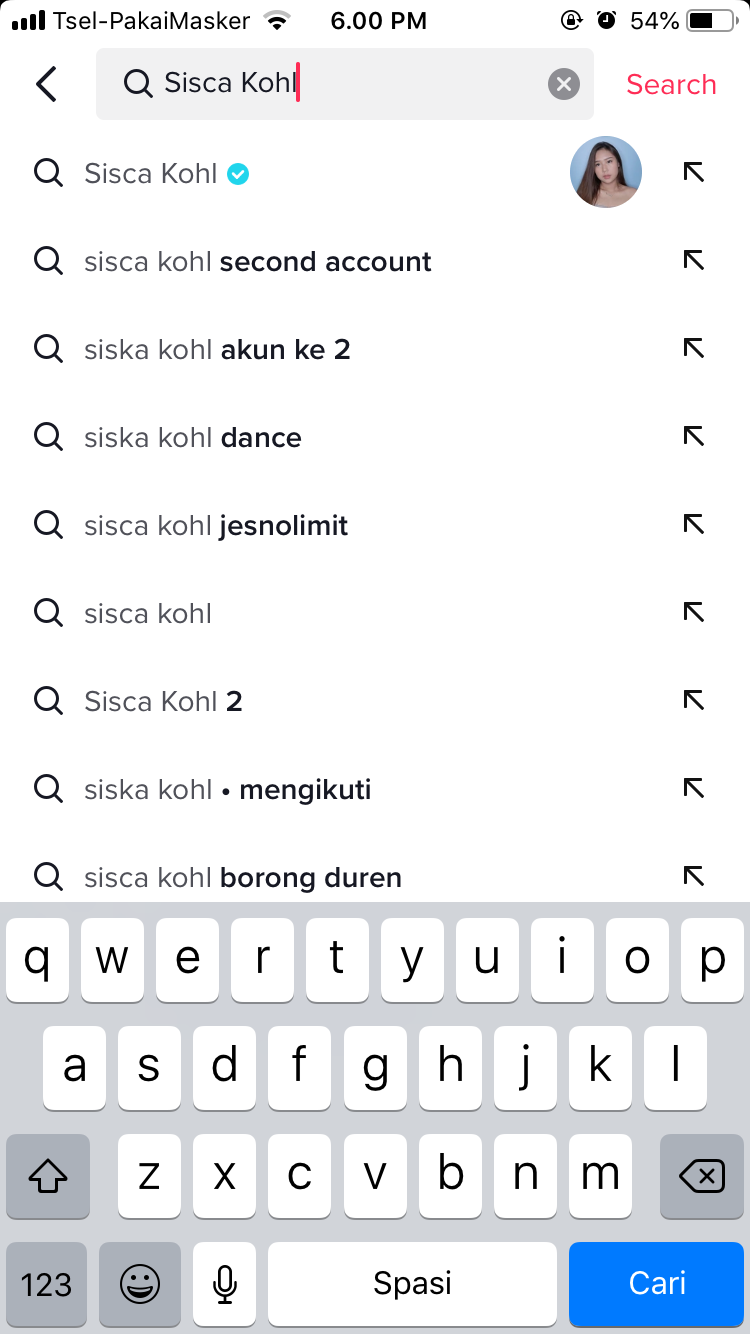 Tsel-PakaiMasker 6.00 PM 54%
Sisca Kohl Search
Sisca Kohl
sisca kohl second account
siska kohl akun ke 2
siska kohl dance
sisca kohl jesnolimit
sisca kohl
Sisca Kohl 2
siska kohl • mengikuti
sisca kohl borong duren
q w e r t y u i o p
a s d f g h j k l
z x c v b n m
123 Spasi Cari